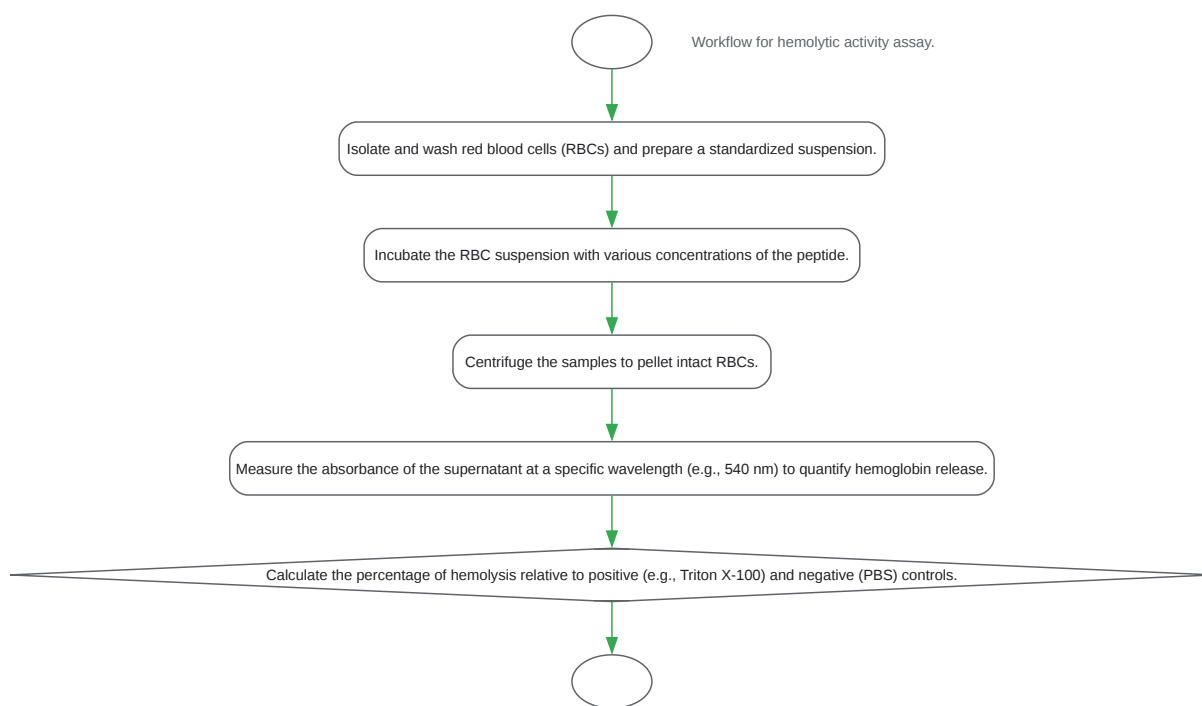 Workflow for hemolytic activity assay.
Isolate and wash red blood cells (RBCs) and prepare a standardized suspension.
Incubate the RBC suspension with various concentrations of the peptide.
Centrifuge the samples to pellet intact RBCs.
Measure the absorbance of the supernatant at a specific wavelength (e.g., 540 nm) to quantify hemoglobin release.
Calculate the percentage of hemolysis relative to positive (e.g., Triton X-100) and negative (PBS) controls.